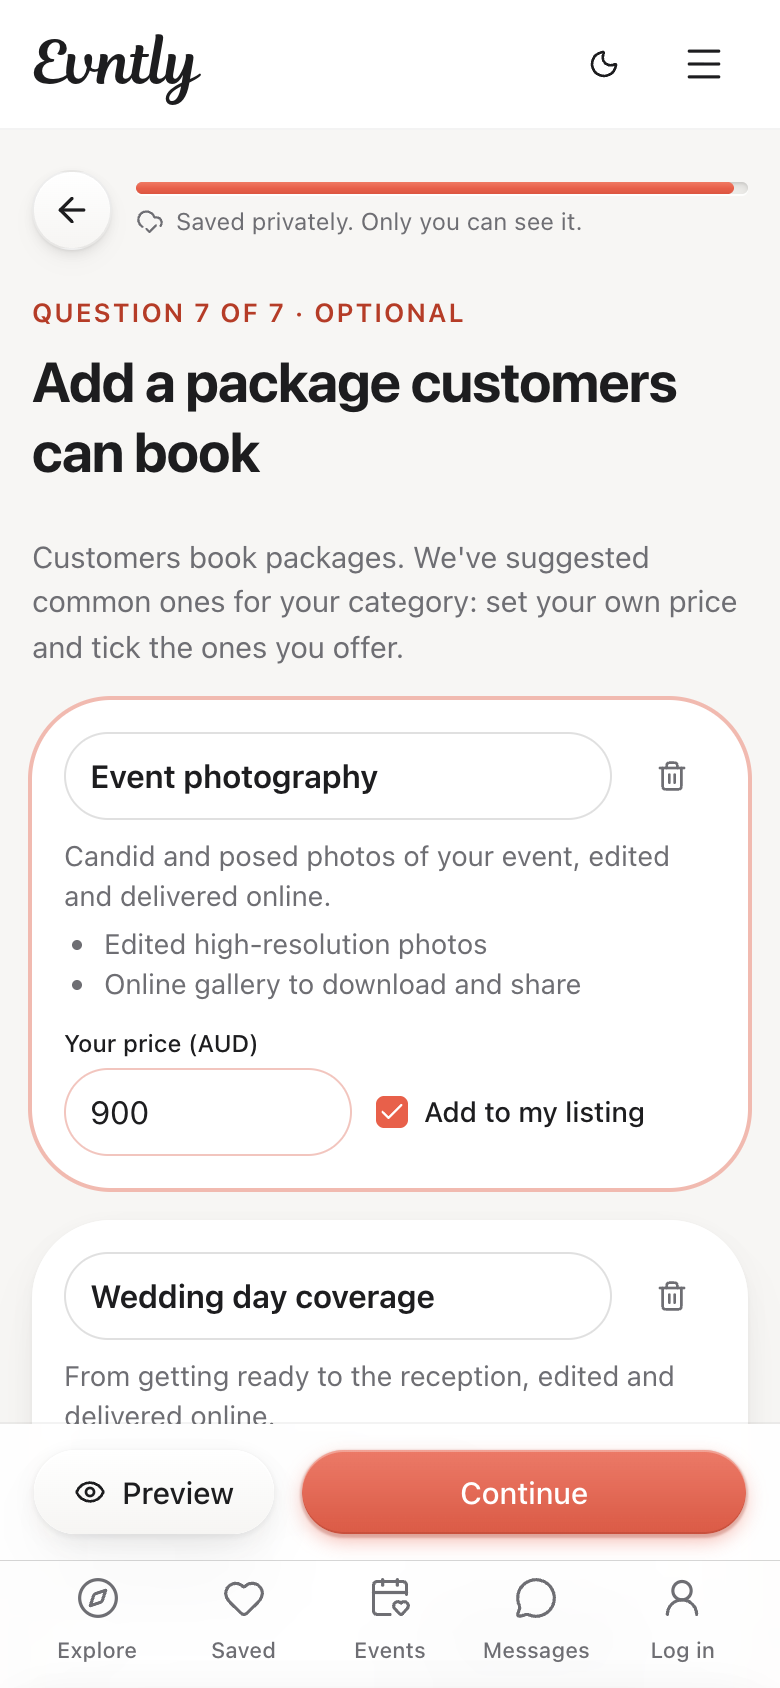 Evntly
Saved privately. Only you can see it.
QUESTION 7 OF 7 · OPTIONAL
Add a package customers
can book
Customers book packages. We've suggested
common ones for your category: set your own price
and tick the ones you offer.
Event photography
Candid and posed photos of your event, edited
and delivered online.
• Edited high-resolution photos
• Online gallery to download and share
Your price (AUD)
900
Add to my listing
Wedding day coverage
From getting ready to the reception, edited and
delivered online.
Preview
Continue
Explore
Saved
Events
Messages
Log in